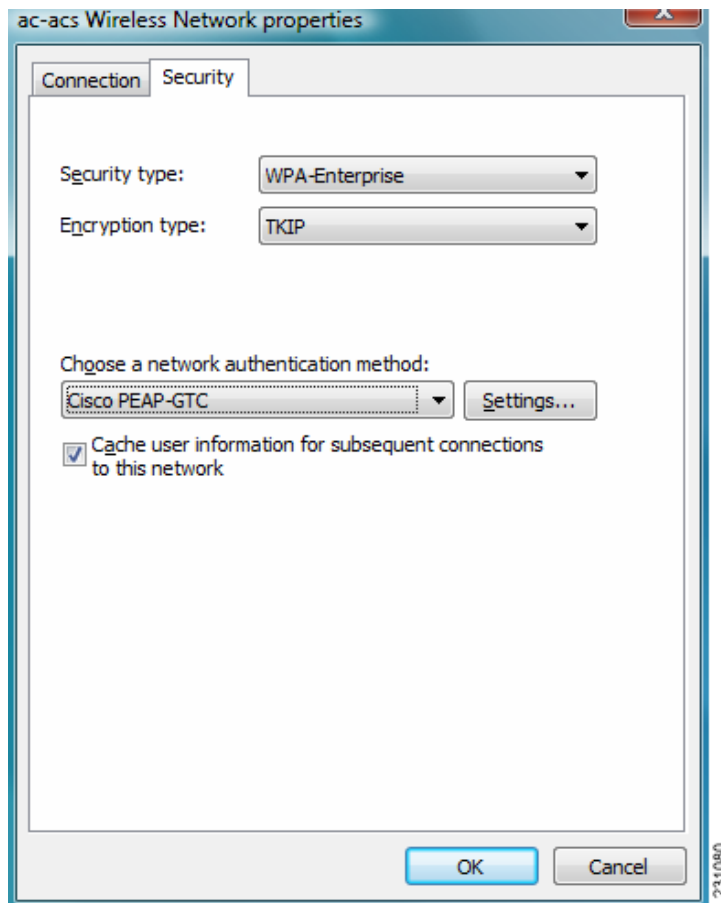 ac-acs Wireless Network properties
Connection
Security
Security type:
WPA-Enterprise
Encryption type:
TKIP
Choose a network authentication method:
Cisco PEAP-GTC
Settings...
Cache user information for subsequent connections
to this network
OK
Cancel
231080